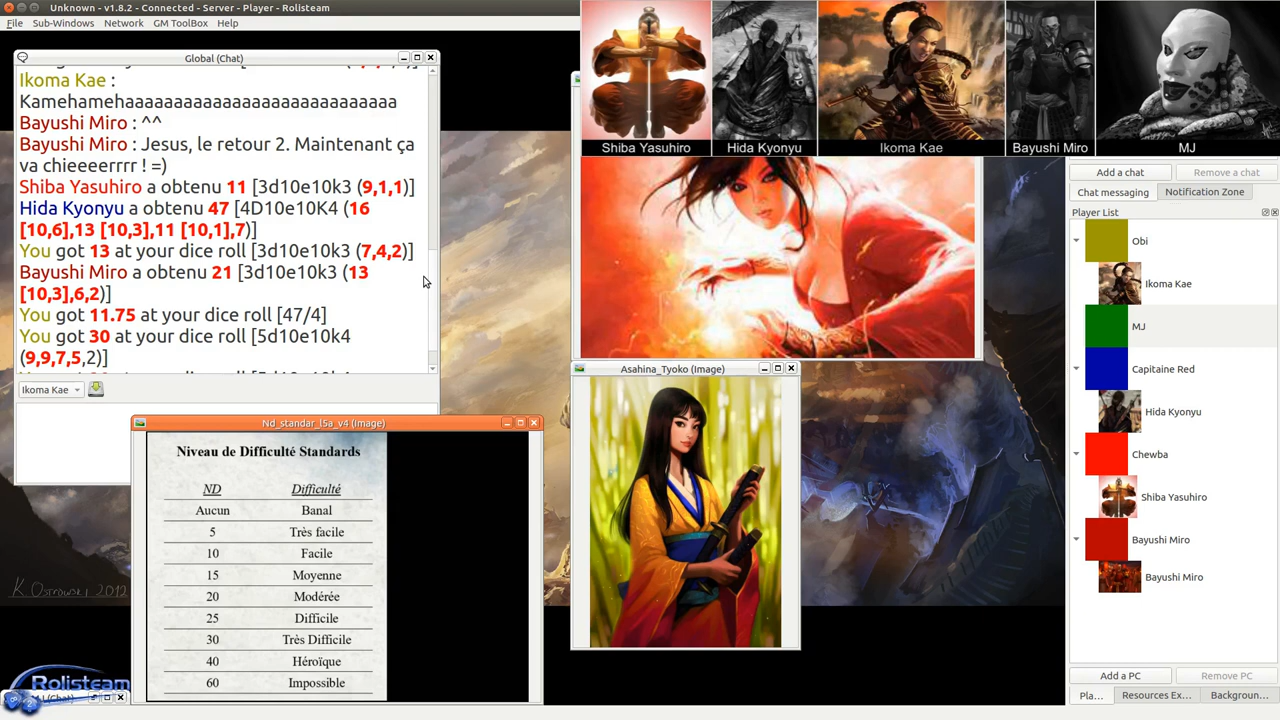 Unknown - v1.8.2 - Connected - Server - Player - Rolisteam
File Sub-Windows Network GM ToolBox Help
Global (Chat)
Ikoma Kae :
Kamehamehaaaaaaaaaaaaaaaaaaaaaaaaaaa
Bayushi Miro : ^^
Bayushi Miro : Jesus, le retour 2. Maintenant ça
va chieeeerrrr ! =)
Shiba Yasuhiro a obtenu 11 [3d10e10k3 (9,1,1)]
Hida Kyonyu a obtenu 47 [4D10e10K4 (16
[10,6],13 [10,3],11 [10,1],7)]
You got 13 at your dice roll [3d10e10k3 (7,4,2)]
Bayushi Miro a obtenu 21 [3d10e10k3 (13
[10,3],6,2)]
You got 11.75 at your dice roll [47/4]
You got 30 at your dice roll [5d10e10k4
(9,9,7,5,2)]
Ikoma Kae
Nd_standar_l5a_v4 (Image)
Niveau de Difficulté Standards
ND Difficulté
Aucun Banal
5 Très facile
10 Facile
15 Moyenne
20 Modérée
25 Difficile
30 Très Difficile
40 Héroïque
60 Impossible
K Ostrowski 2012
Rolisteam
(Chat)
Asahina_Tyoko (Image)
Shiba Yasuhiro
Hida Kyonyu
Ikoma Kae
Bayushi Miro
MJ
Add a chat
Remove a chat
Chat messaging
Notification Zone
Player List
Obi
Ikoma Kae
MJ
Capitaine Red
Hida Kyonyu
Chewba
Shiba Yasuhiro
Bayushi Miro
Bayushi Miro
Add a PC
Remove PC
Pla...
Resources Ex...
Backgroun...